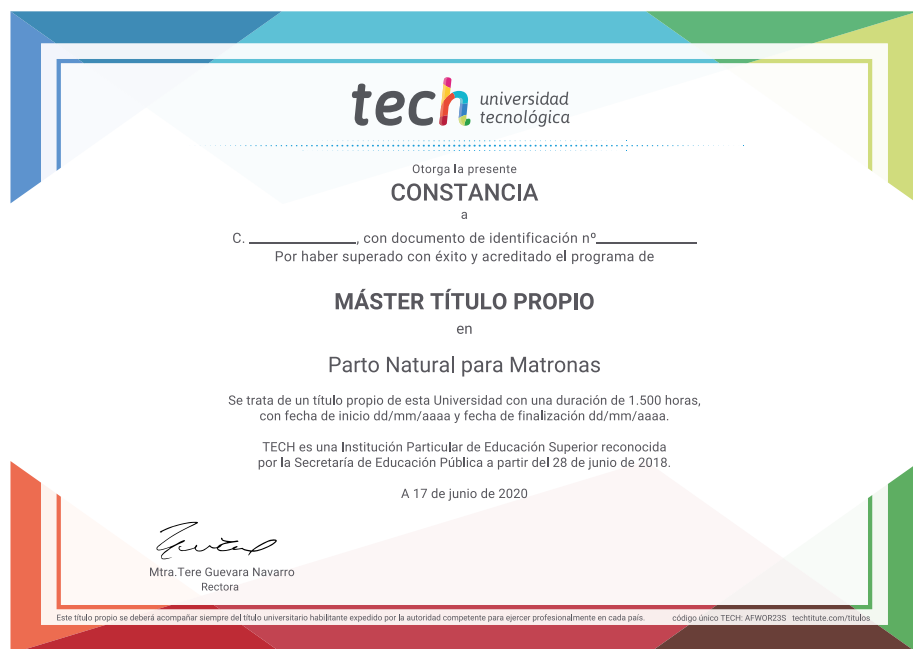 tech universidad
tecnológica
Otorga la presente
CONSTANCIA
a
C. ____________, con documento de identificación nº____________
Por haber superado con éxito y acreditado el programa de
MÁSTER TÍTULO PROPIO
en
Parto Natural para Matronas
Se trata de un título propio de esta Universidad con una duración de 1.500 horas,
con fecha de inicio dd/mm/aaaa y fecha de finalización dd/mm/aaaa.
TECH es una Institución Particular de Educación Superior reconocida
por la Secretaría de Educación Pública a partir del 28 de junio de 2018.
A 17 de junio de 2020
Mtra.Tere Guevara Navarro
Rectora
Este título propio se deberá acompañar siempre del título universitario habilitante expedido por la autoridad competente para ejercer profesionalmente en cada país. código único TECH: AFWOR23S techtitute.com/titulos